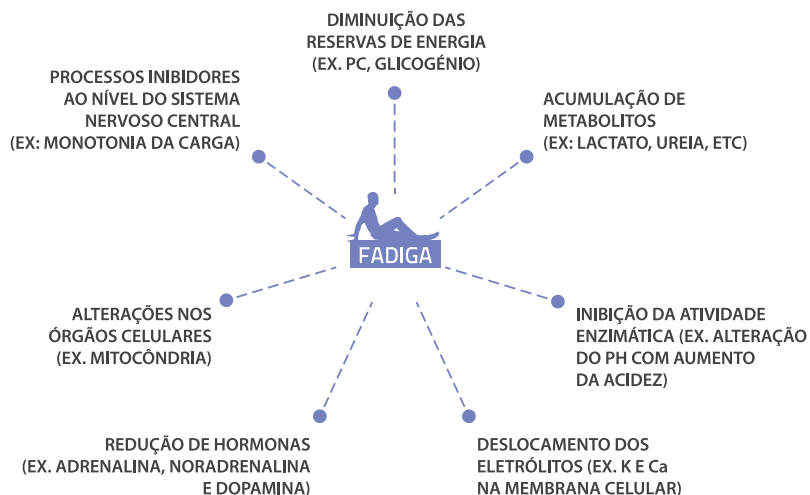 DIMINUIÇÃO DAS
RESERVAS DE ENERGIA
(EX. PC, GLICOGÉNIO)
PROCESSOS INIBIDORES
AO NÍVEL DO SISTEMA
NERVOSO CENTRAL
(EX: MONOTONIA DA CARGA)
ACUMULAÇÃO DE
METABOLITOS
(EX: LACTATO, UREIA, ETC)
FADIGA
ALTERAÇÕES NOS
ÓRGÃOS CELULARES
(EX. MITOCÔNDRIA)
INIBIÇÃO DA ATIVIDADE
ENZIMÁTICA (EX. ALTERAÇÃO
DO PH COM AUMENTO
DA ACIDEZ)
REDUÇÃO DE HORMONAS
(EX. ADRENALINA, NORADRENALINA
E DOPAMINA)
DESLOCAMENTO DOS
ELETRÓLITOS (EX. K E Ca
NA MEMBRANA CELULAR)